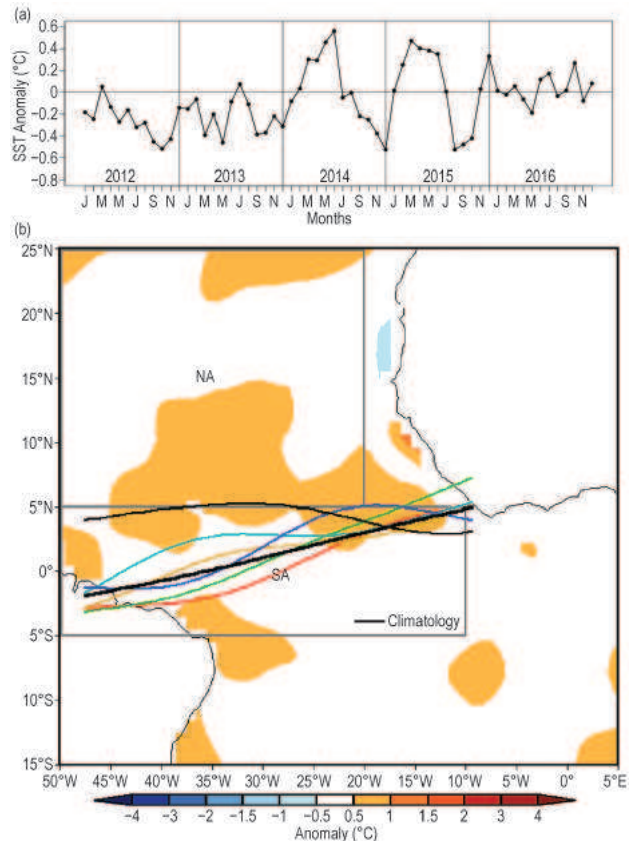 (a)
0.6
0.4
0.2
0
−0.2
−0.4
−0.6
−0.8
SST Anomaly (°C)
2012 2013 2014 2015 2016
J M M J S N J M M J S N J M M J S N J M M J S N J M M J S N
Months
(b)
25°N
20°N
15°N
10°N
5°N
0°
5°S
10°S
15°S
NA
SA
Climatology
50°W 45°W 40°W 35°W 30°W 25°W 20°W 15°W 10°W 5°W 0° 5°E
−4 −3 −2 −1.5 −1 −0.5 0.5 1 1.5 2 3 4
Anomaly (°C)